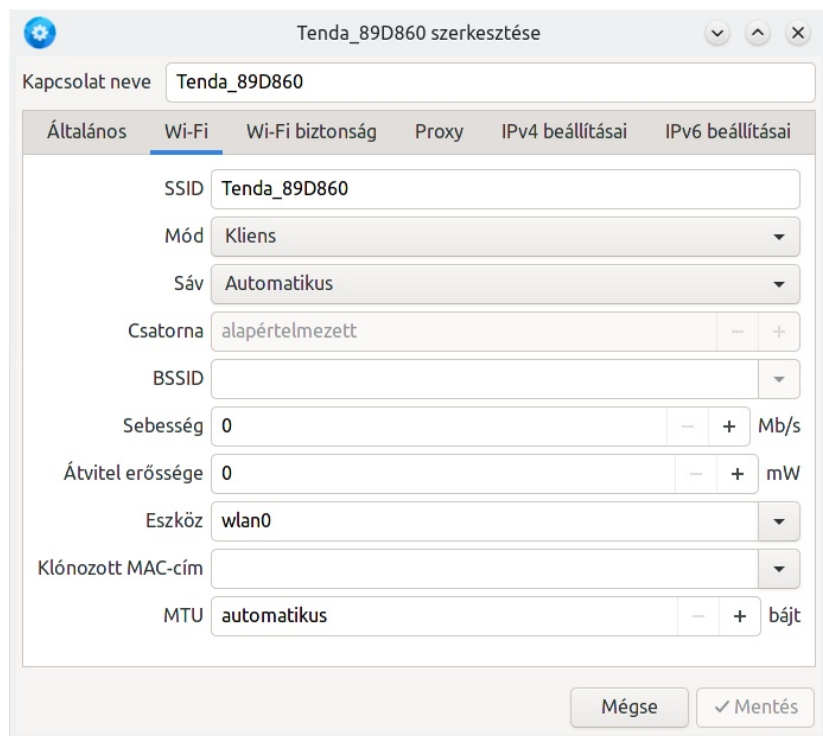 Tenda_89D860 szerkesztése
Kapcsolat neve Tenda_89D860
Általános Wi-Fi Wi-Fi biztonság Proxy IPv4 beállításai IPv6 beállításai
SSID Tenda_89D860
Mód Kliens
Sáv Automatikus
Csatorna alapértelmezett − +
BSSID
Sebesség 0 − + Mb/s
Átvitel erőssége 0 − + mW
Eszköz wlan0
Klónozott MAC-cím
MTU automatikus − + bájt
Mégse ✓ Mentés